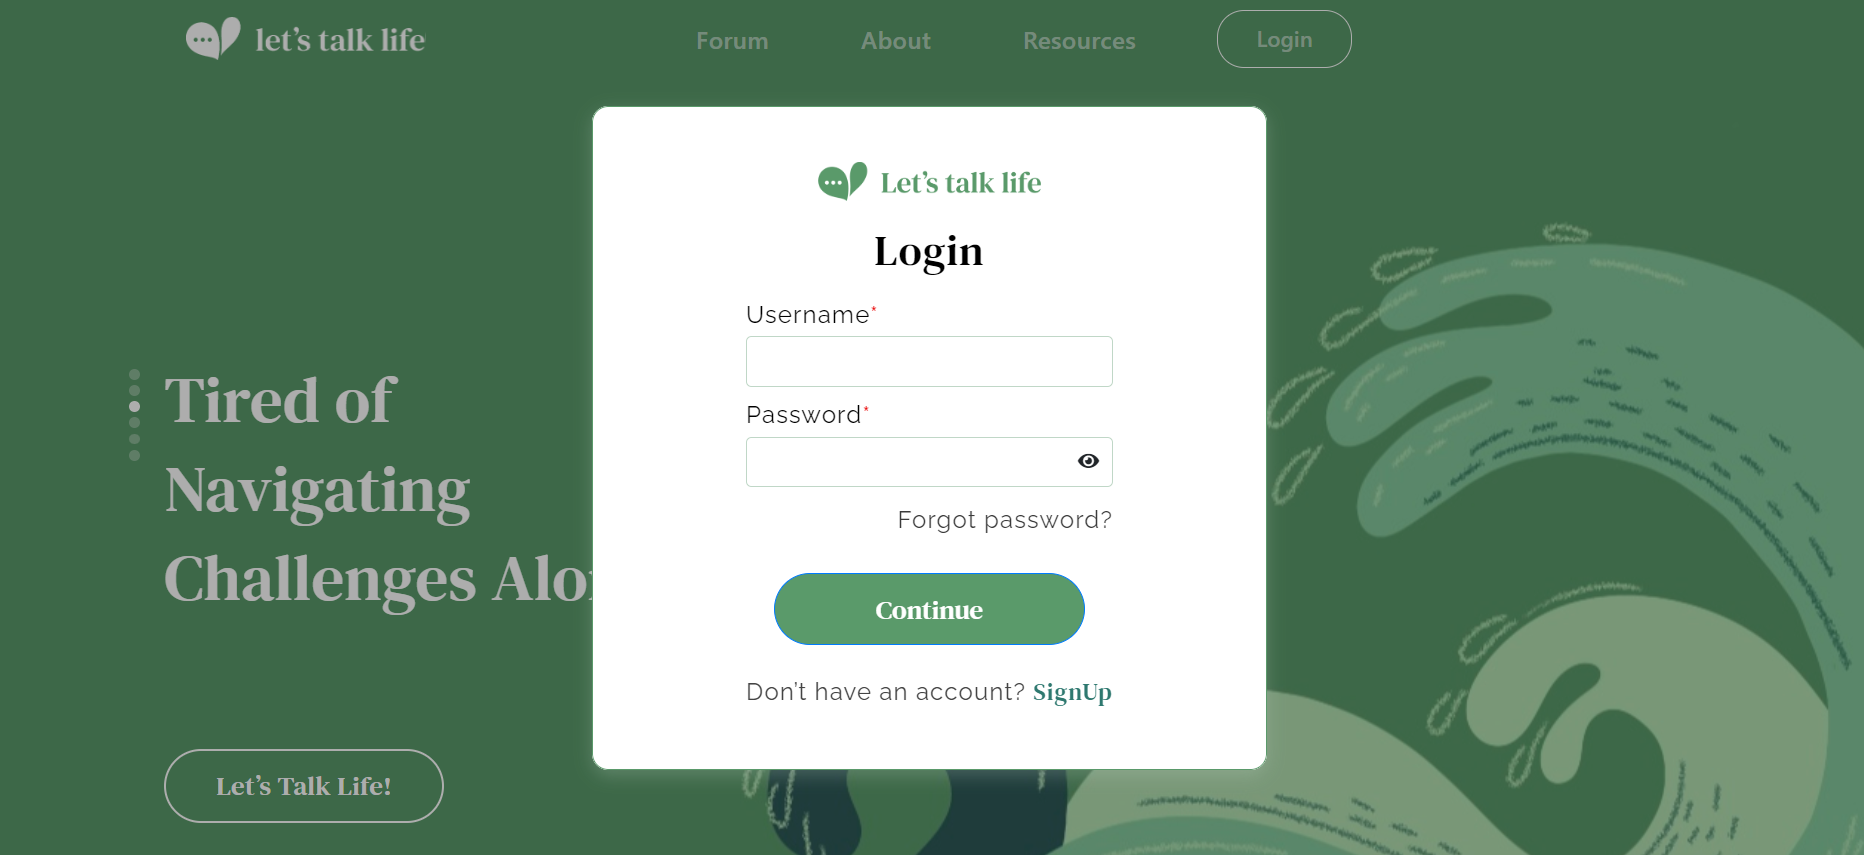 let's talk life
Forum
About
Resources
Login
Let's talk life
Login
Username*
Password*
Forgot password?
Continue
Don't have an account? SignUp
Tired of
Navigating
Challenges Alo
Let's Talk Life!